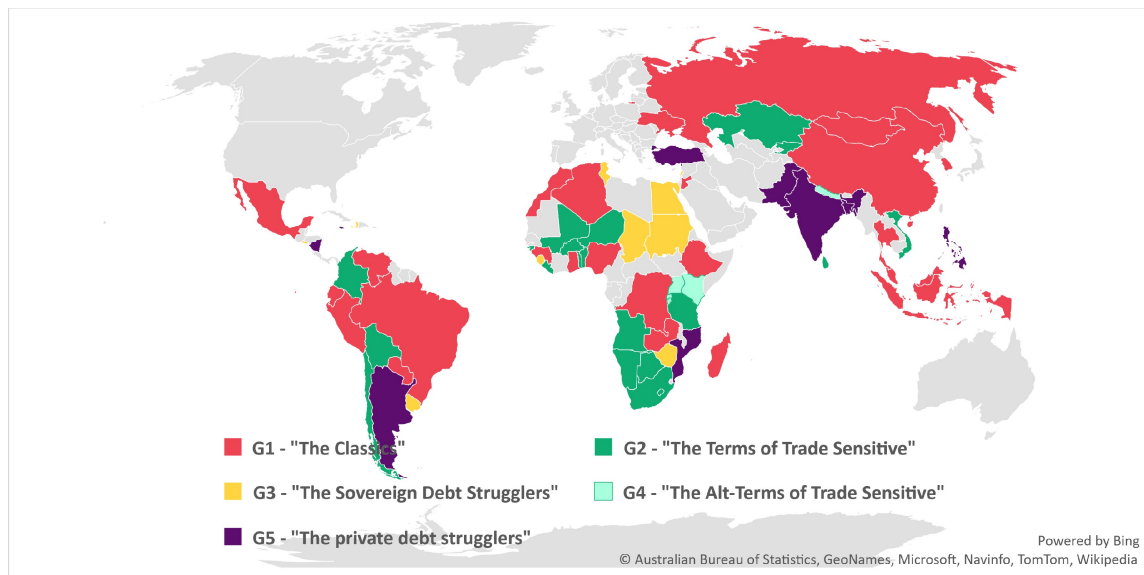 G1 - "The Classics"
G2 - "The Terms of Trade Sensitive"
G3 - "The Sovereign Debt Strugglers"
G4 - "The Alt-Terms of Trade Sensitive"
G5 - "The private debt strugglers"
Powered by Bing
© Australian Bureau of Statistics, GeoNames, Microsoft, Navinfo, TomTom, Wikipedia